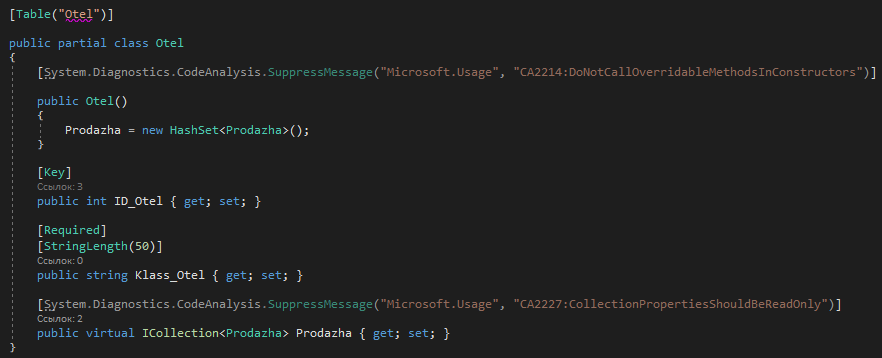 [Table("Otel")]
public partial class Otel
{
[System.Diagnostics.CodeAnalysis.SuppressMessage("Microsoft.Usage", "CA2214:DoNotCallOverridableMethodsInConstructors")]
public Otel()
{
Prodazha = new HashSet<Prodazha>();
}
[Key]
Ссылок: 3
public int ID_Otel { get; set; }
[Required]
[StringLength(50)]
Ссылок: 0
public string Klass_Otel { get; set; }
[System.Diagnostics.CodeAnalysis.SuppressMessage("Microsoft.Usage", "CA2227:CollectionPropertiesShouldBeReadOnly")]
Ссылок: 2
public virtual ICollection<Prodazha> Prodazha { get; set; }
}